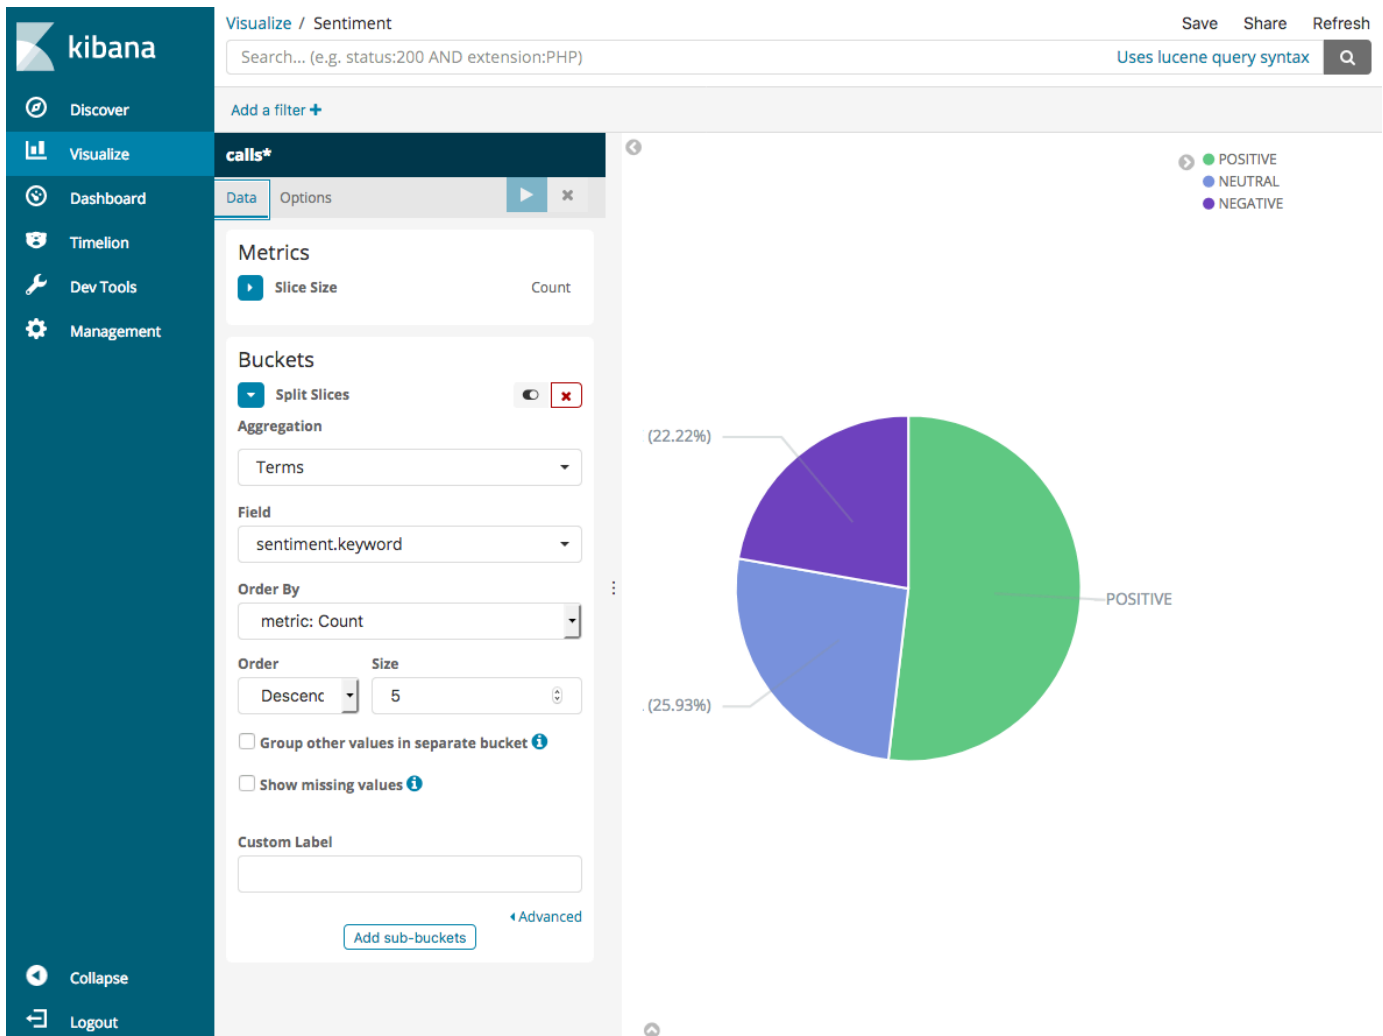 kibana
Discover
Visualize
Dashboard
Timelion
Dev Tools
Management
Collapse
Logout
Visualize / Sentiment
Save Share Refresh
Search... (e.g. status:200 AND extension:PHP)
Uses lucene query syntax
Add a filter +
calls*
Data Options
Metrics
Slice Size Count
Buckets
Split Slices
Aggregation
Terms
Field
sentiment.keyword
Order By
metric: Count
Order Size
Descenc 5
Group other values in separate bucket
Show missing values
Custom Label
Advanced
Add sub-buckets
POSITIVE
NEUTRAL
NEGATIVE
(22.22%)
POSITIVE
. (25.93%)